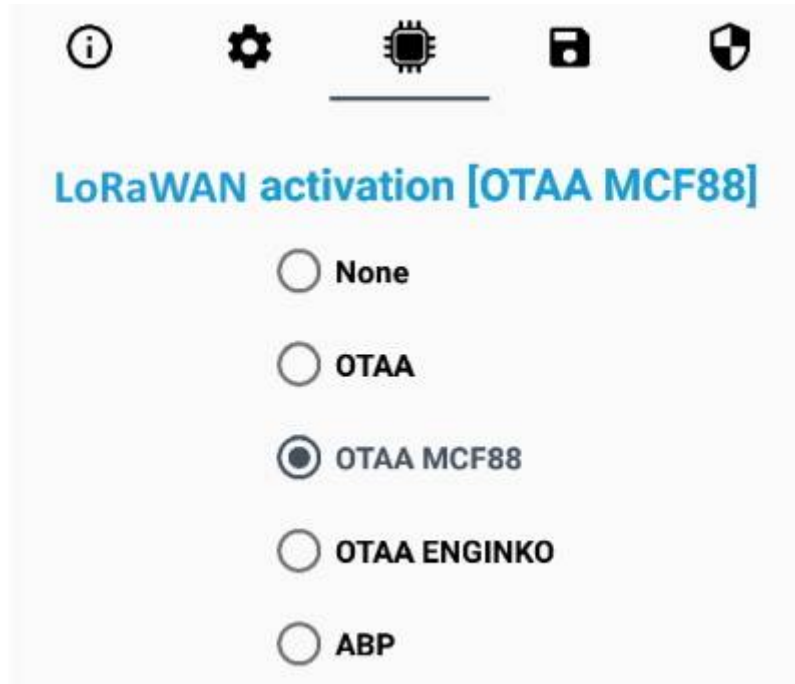 LoRaWAN activation [OTAA MCF88]
None
OTAA
OTAA MCF88
OTAA ENGINKO
ABP